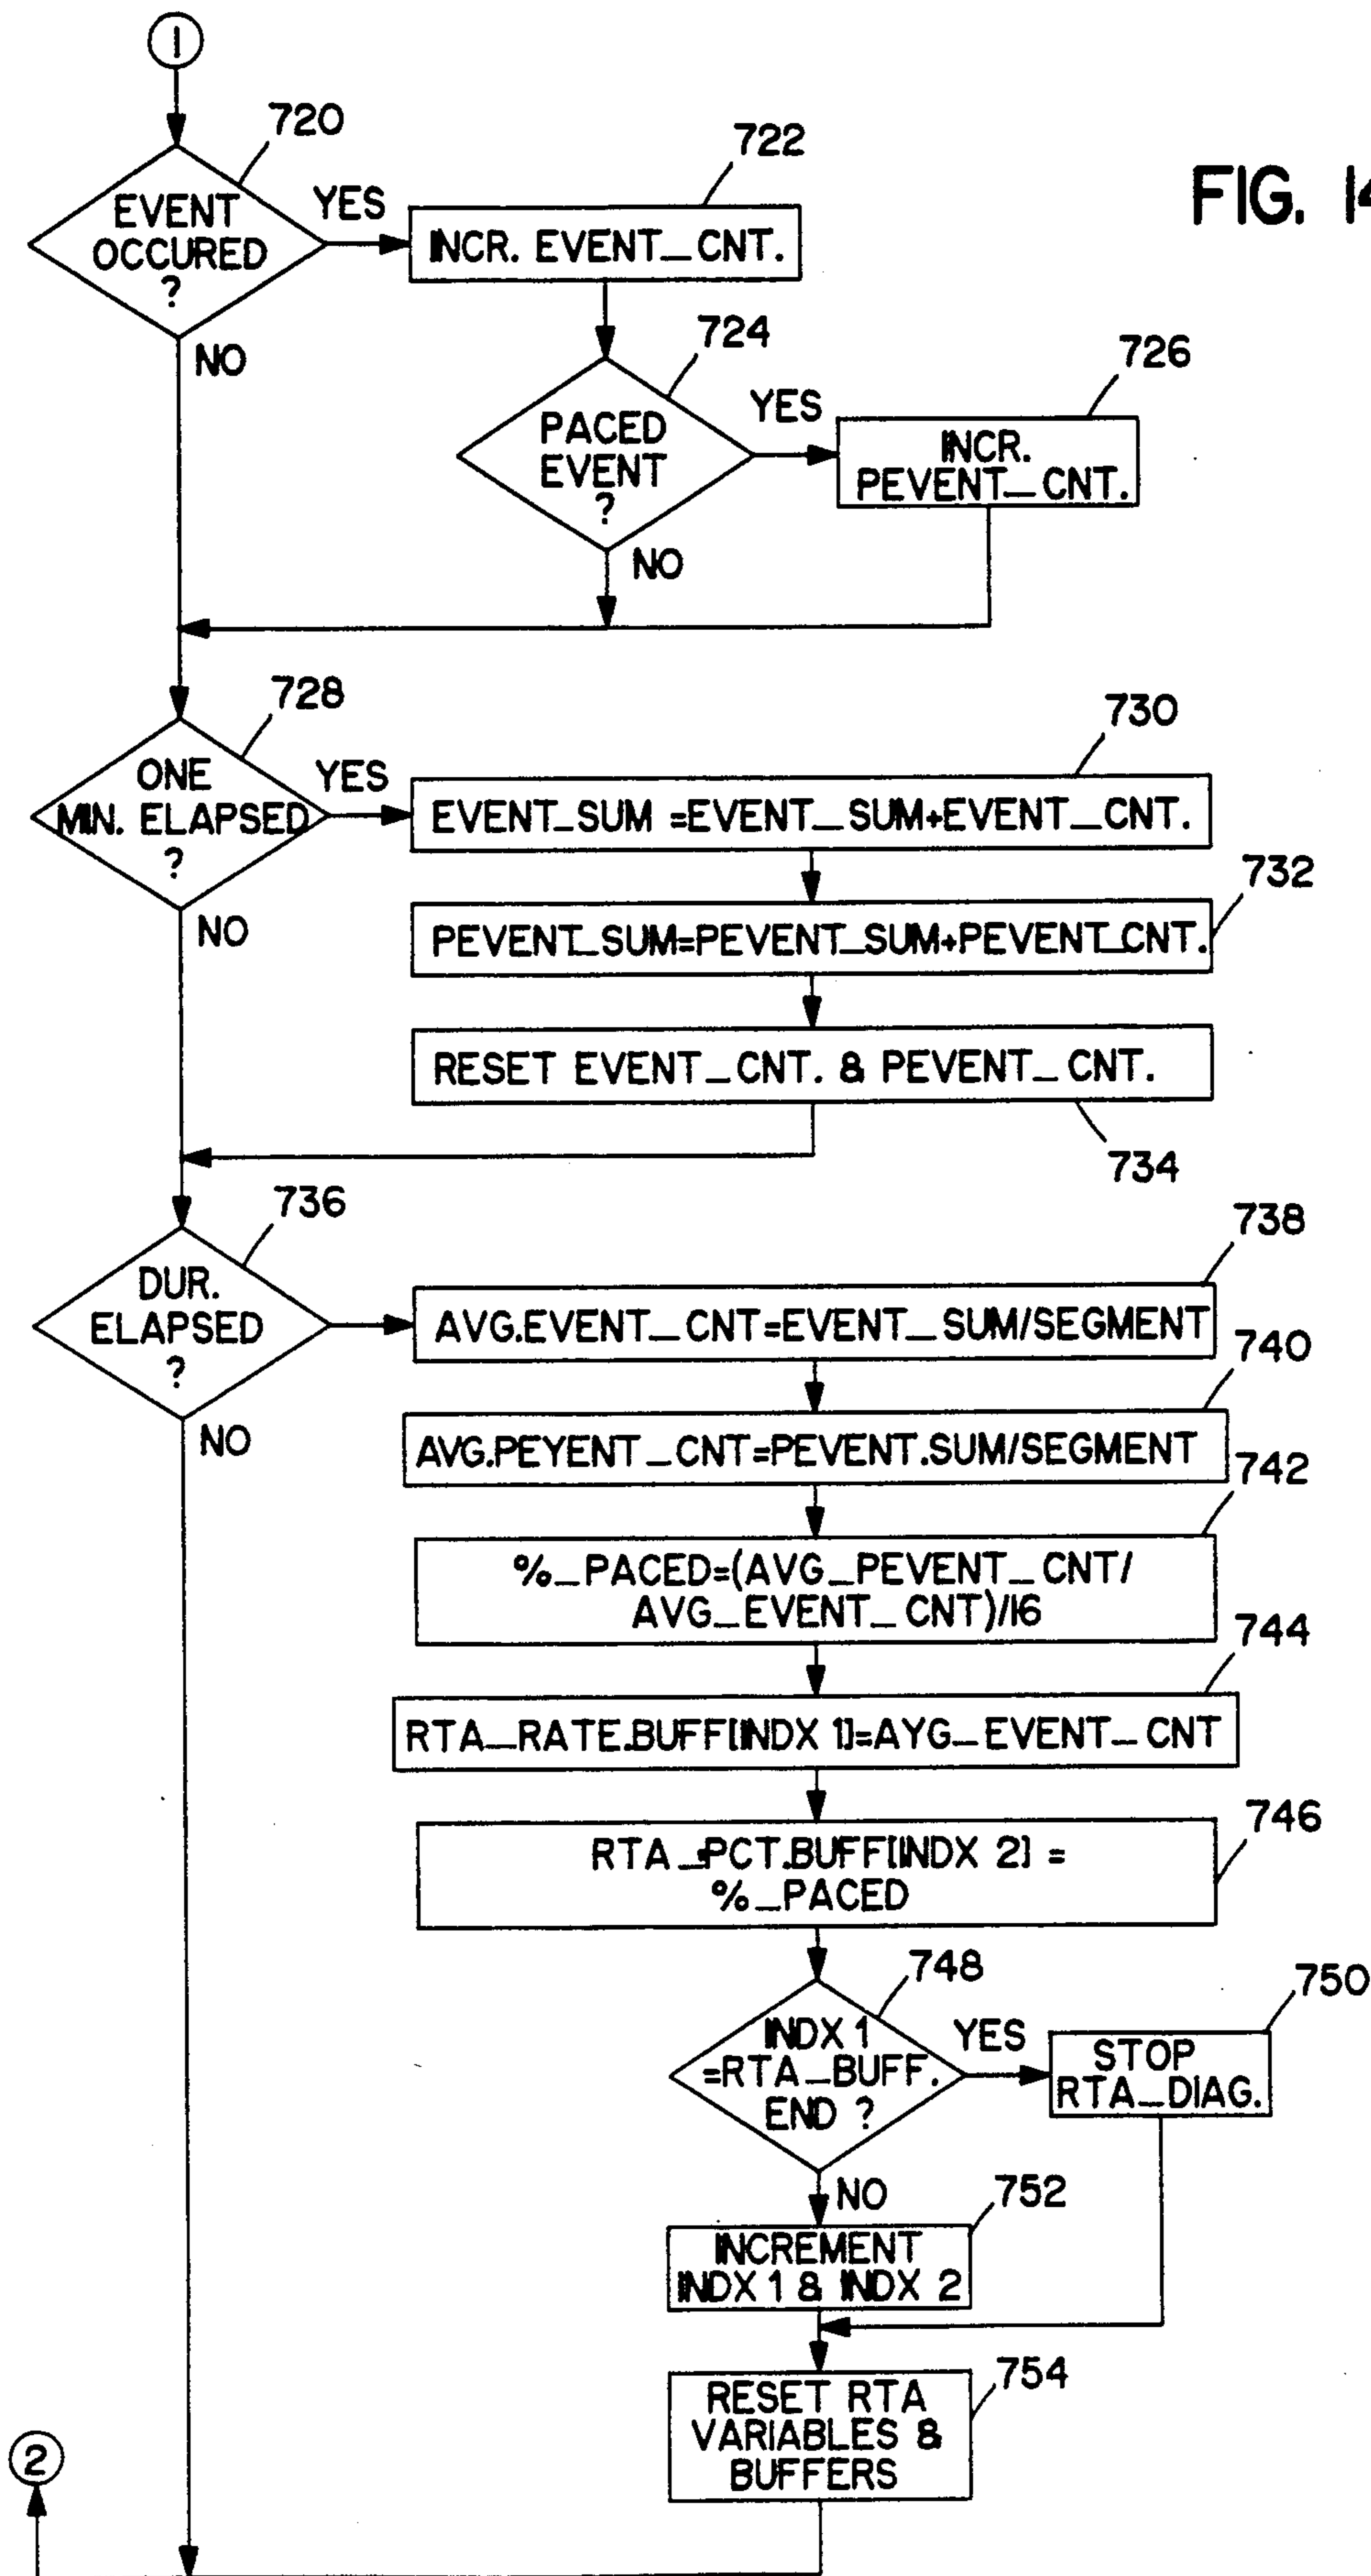 1
720
EVENT
OCCURED
?
YES
NO
722
INCR. EVENT_CNT.
FIG. 14
724
PACED
EVENT
?
YES
NO
726
INCR.
PEVENT_CNT.
728
ONE
MIN. ELAPSED
?
YES
NO
730
EVENT_SUM =EVENT_SUM+EVENT_CNT.
732
PEVENT_SUM=PEVENT_SUM+PEVENT_CNT.
RESET EVENT_CNT. & PEVENT_CNT.
734
736
DUR.
ELAPSED
?
NO
738
AVG.EVENT_CNT=EVENT_SUM/SEGMENT
740
AVG.PEYENT_CNT=PEVENT.SUM/SEGMENT
742
%_PACED=(AVG_PEVENT_CNT/
AVG_EVENT_CNT)/16
744
RTA_RATE.BUFF[INDX 1]=AYG_EVENT_CNT
746
RTA_PCT.BUFF[INDX 2] =
%_PACED
748
INDX 1
=RTA_BUFF.
END ?
YES
NO
750
STOP
RTA_DIAG.
752
INCREMENT
INDX 1 & INDX 2
754
RESET RTA
VARIABLES &
BUFFERS
2